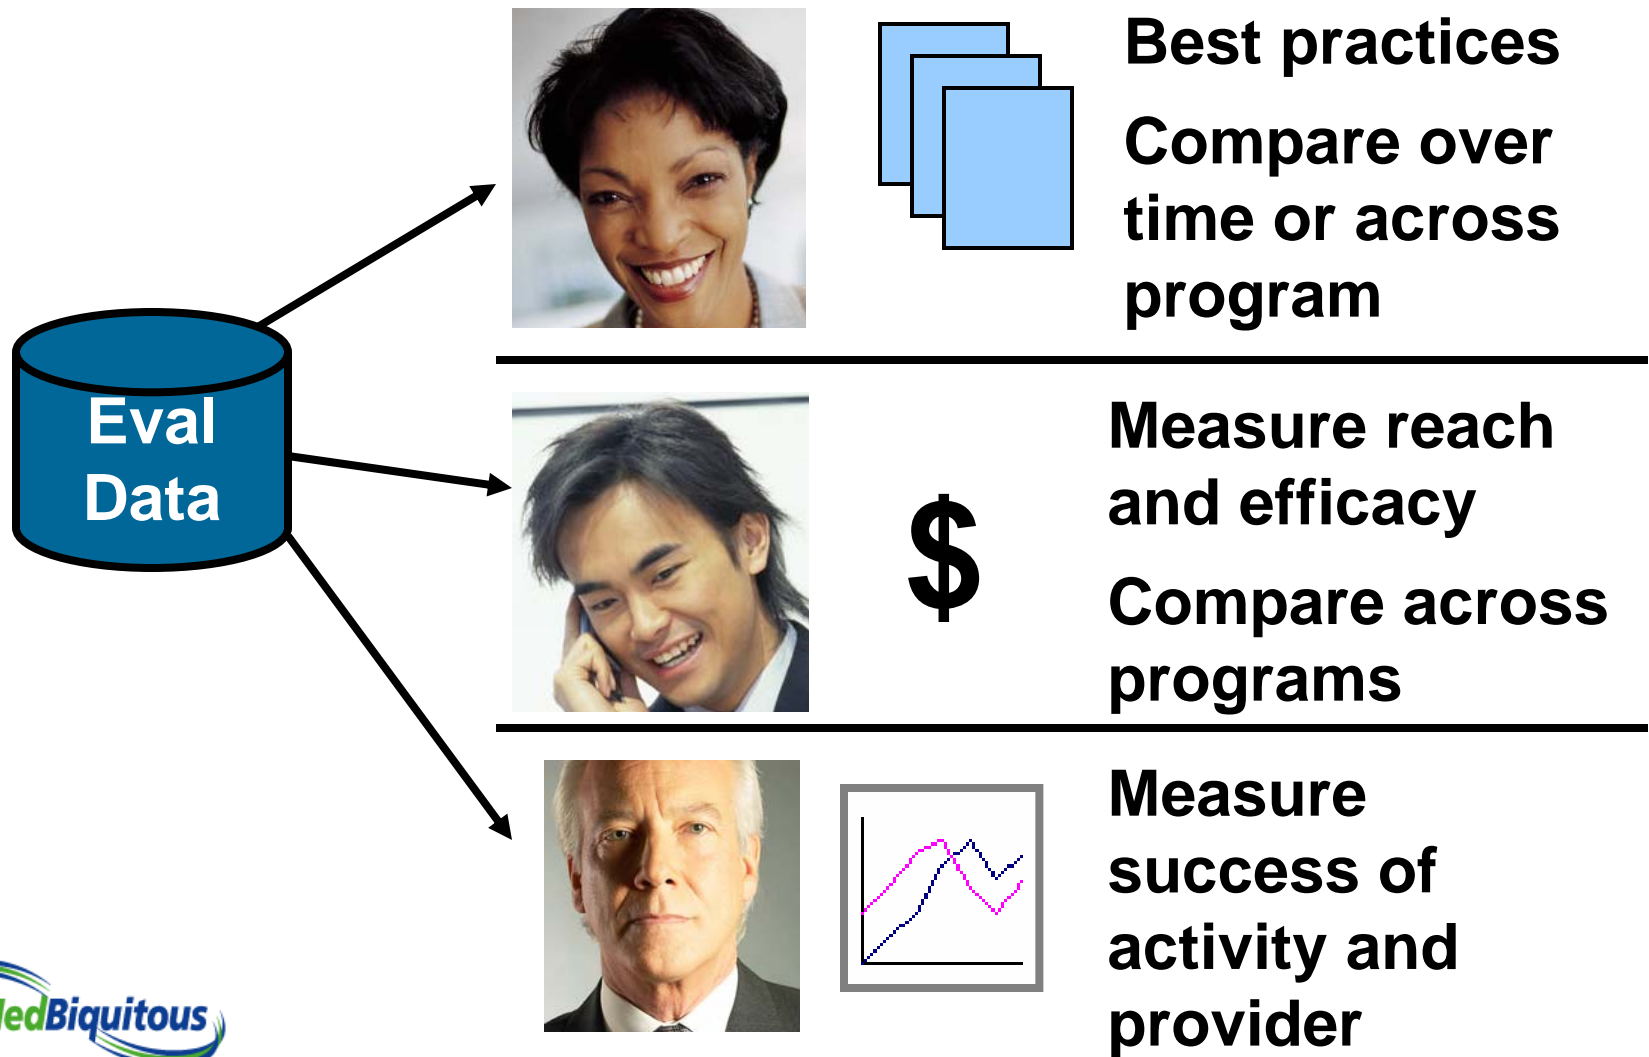 Best practices
Compare over
time or across
program
Eval
Data
Measure reach
and efficacy
$
Compare across
programs
Measure
success of
activity and
provider
edBiquitous